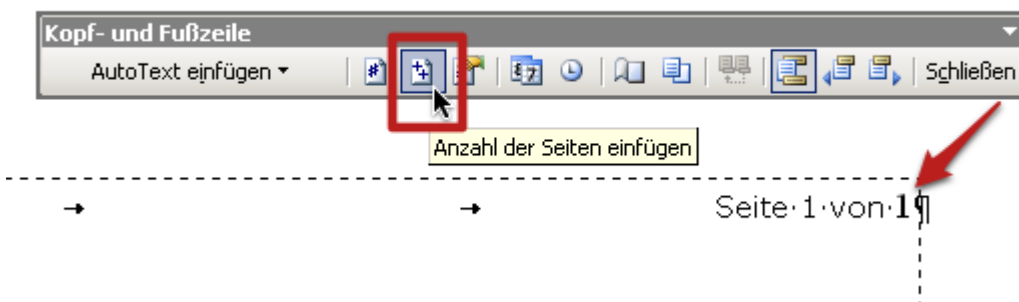 Kopf- und Fußzeile
AutoText einfügen Schließen
Anzahl der Seiten einfügen
Seite·1·von·1¶